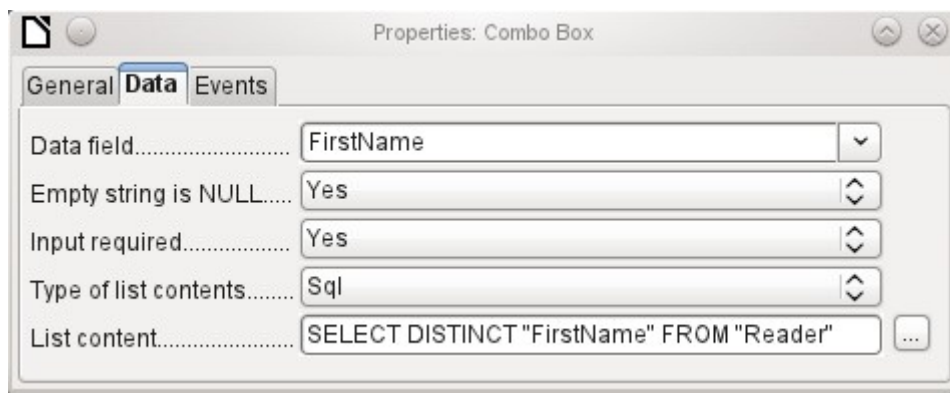 Properties: Combo Box
General Data Events
Data field.......................... FirstName
Empty string is NULL..... Yes
Input required.................. Yes
Type of list contents........ Sql
List content...................... SELECT DISTINCT "FirstName" FROM "Reader" ...